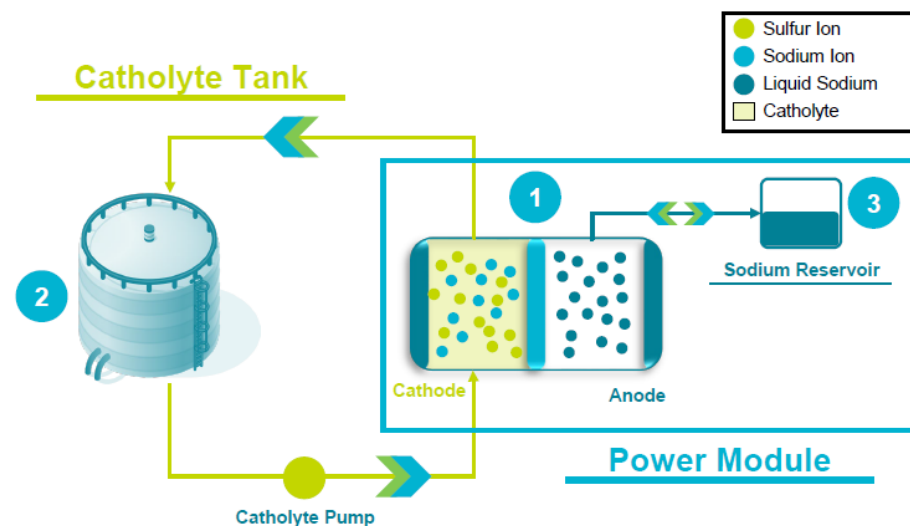 Sulfur Ion
Sodium Ion
Liquid Sodium
Catholyte
Catholyte Tank
1
3
Sodium Reservoir
2
Cathode
Anode
Power Module
Catholyte Pump